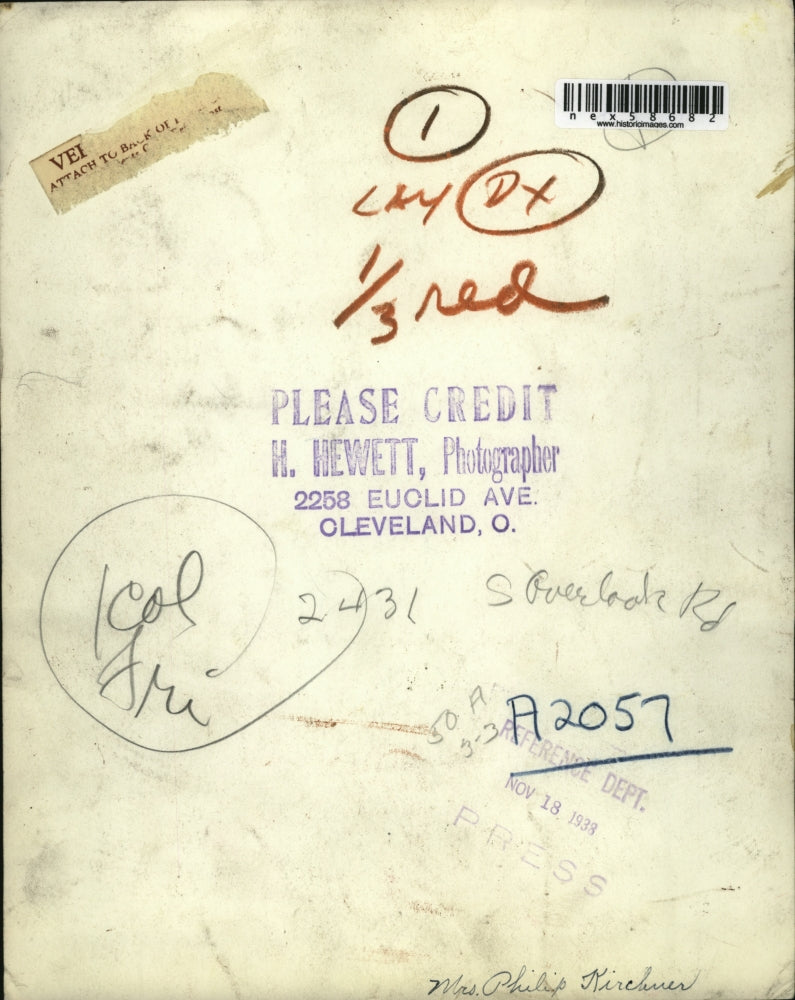 VEI
ATTACH TO BACK OF
1
nex58682
www.historicimages.com
LAY DX
1/3 red
PLEASE CREDIT
H. HEWETT, Photographer
2258 EUCLID AVE.
CLEVELAND, O.
1 col
Fri
2431 S Overlook Rd
A2057
REFERENCE DEPT.
NOV 18 1938
PRESS
Mrs. Philip Kirchner